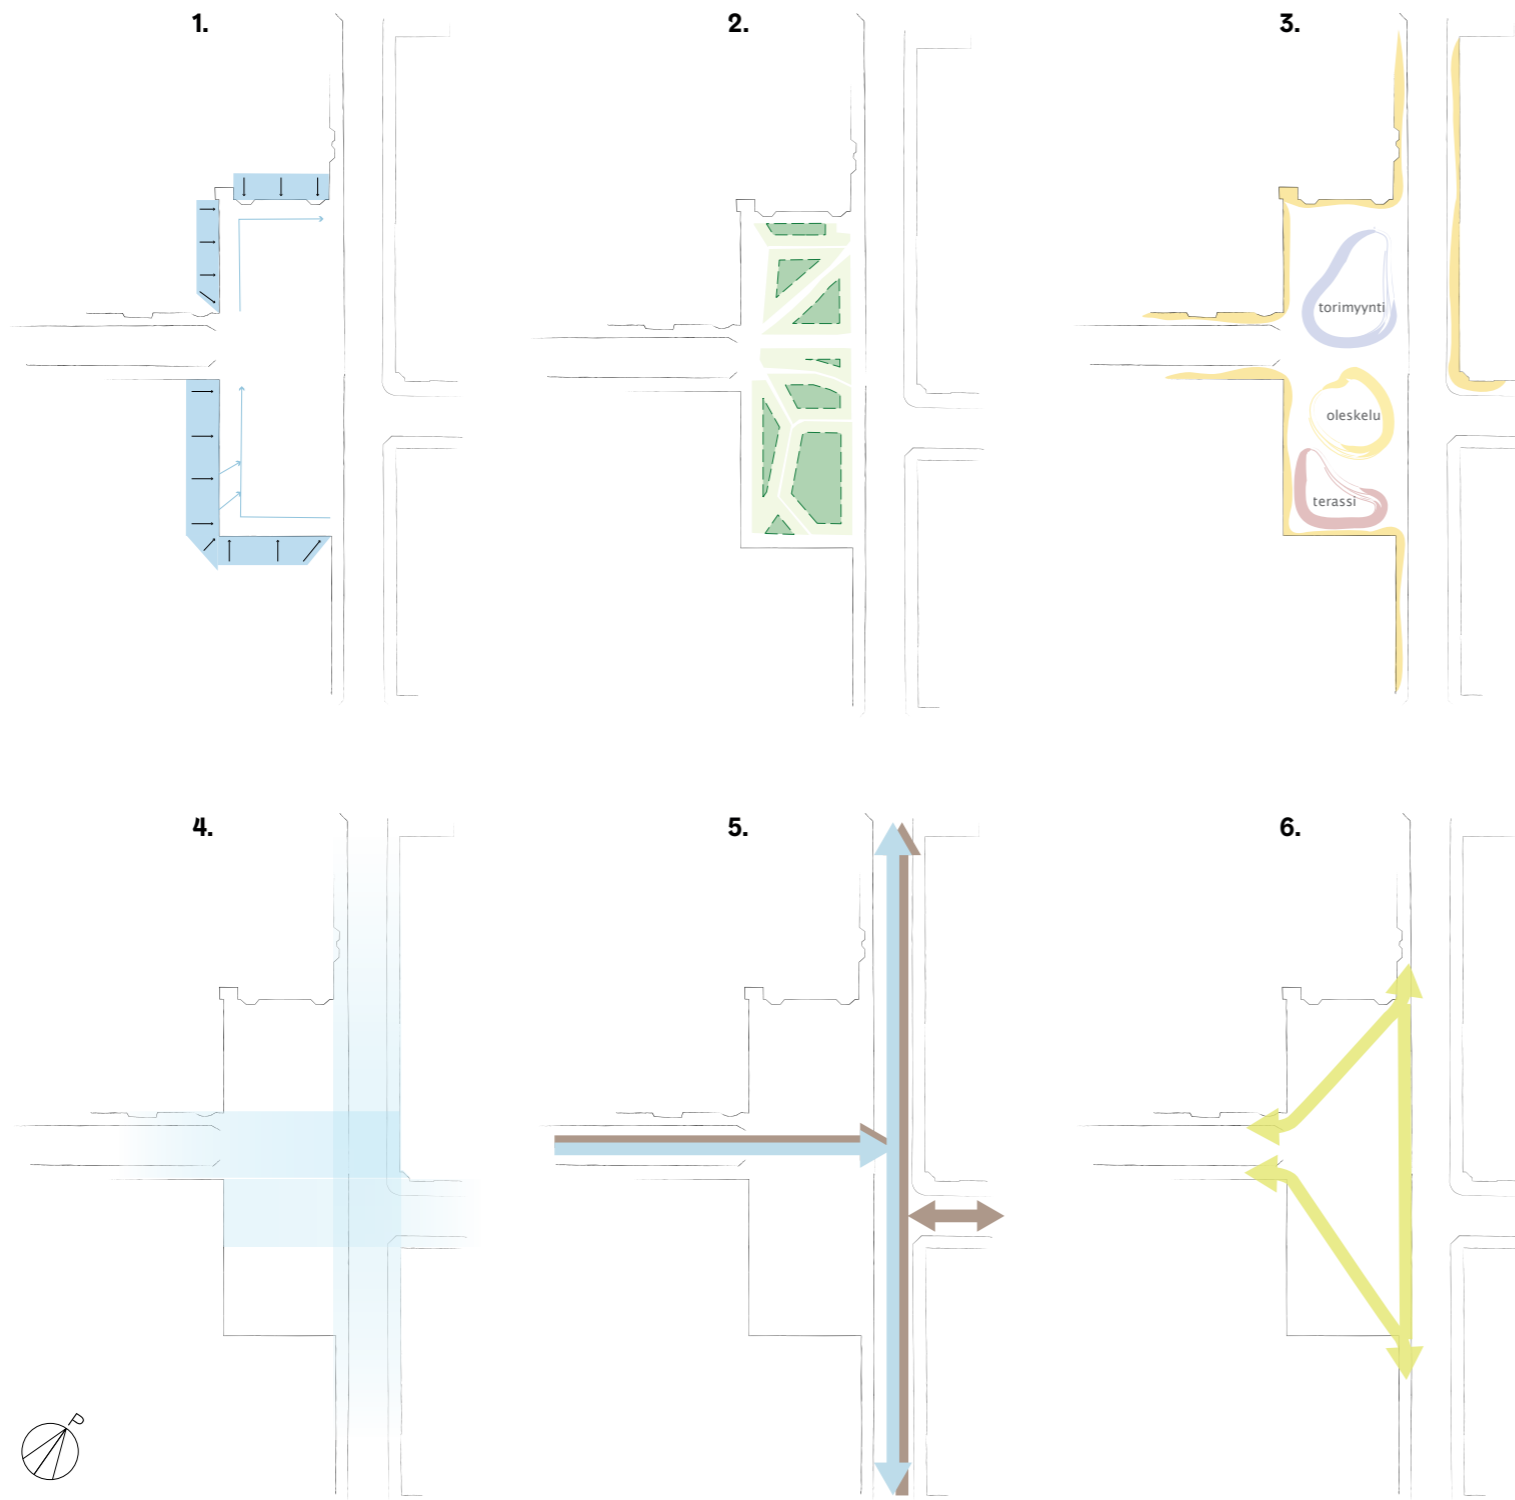 1.
2.
3.
torimyynti
oleskelu
terassi
4.
5.
6.
P